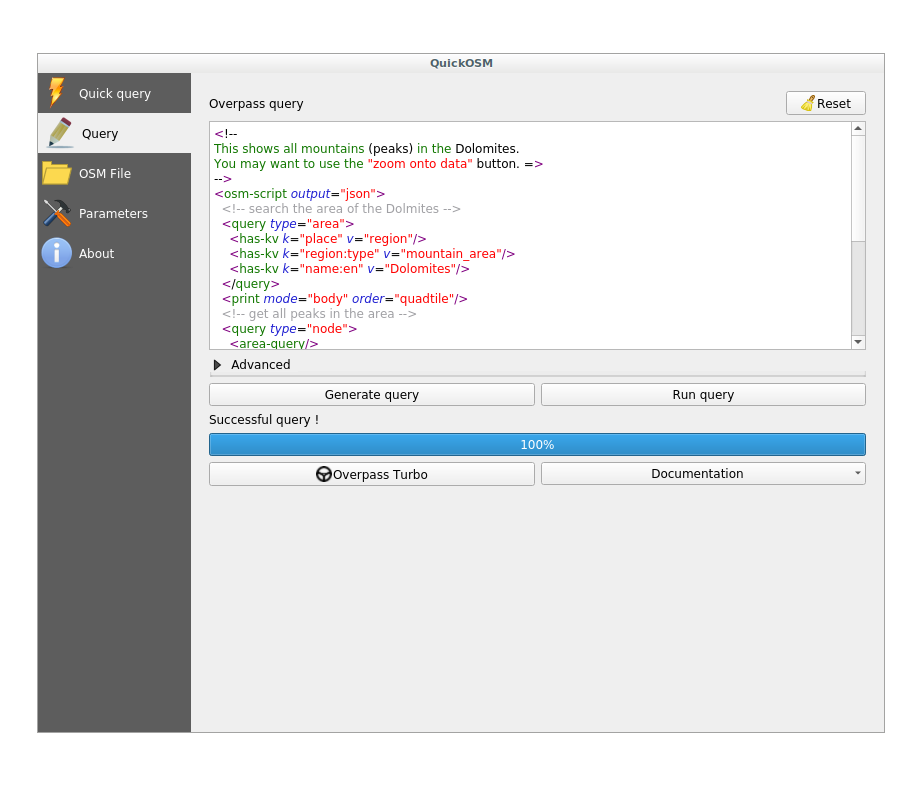 QuickOSM
Quick query
Query
OSM File
Parameters
About
Overpass query
Reset
<!--
This shows all mountains (peaks) in the Dolomites.
You may want to use the "zoom onto data" button. =>
-->
<osm-script output="json">
<!-- search the area of the Dolmites -->
<query type="area">
<has-kv k="place" v="region"/>
<has-kv k="region:type" v="mountain_area"/>
<has-kv k="name:en" v="Dolomites"/>
</query>
<print mode="body" order="quadtile"/>
<!-- get all peaks in the area -->
<query type="node">
<area-query/>
Advanced
Generate query
Run query
Successful query !
100%
Overpass Turbo
Documentation